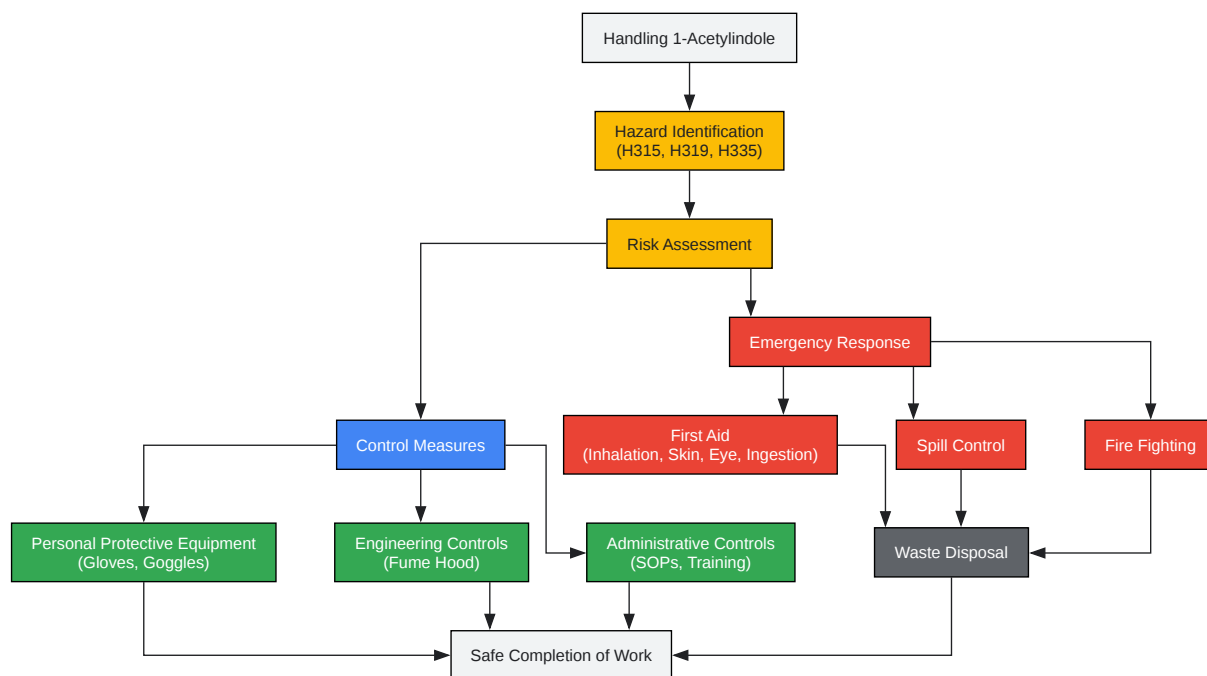 Handling 1-Acetylindole
Hazard Identification
(H315, H319, H335)
Risk Assessment
Emergency Response
Control Measures
First Aid
(Inhalation, Skin, Eye, Ingestion)
Spill Control
Fire Fighting
Personal Protective Equipment
(Gloves, Goggles)
Engineering Controls
(Fume Hood)
Administrative Controls
(SOPs, Training)
Waste Disposal
Safe Completion of Work